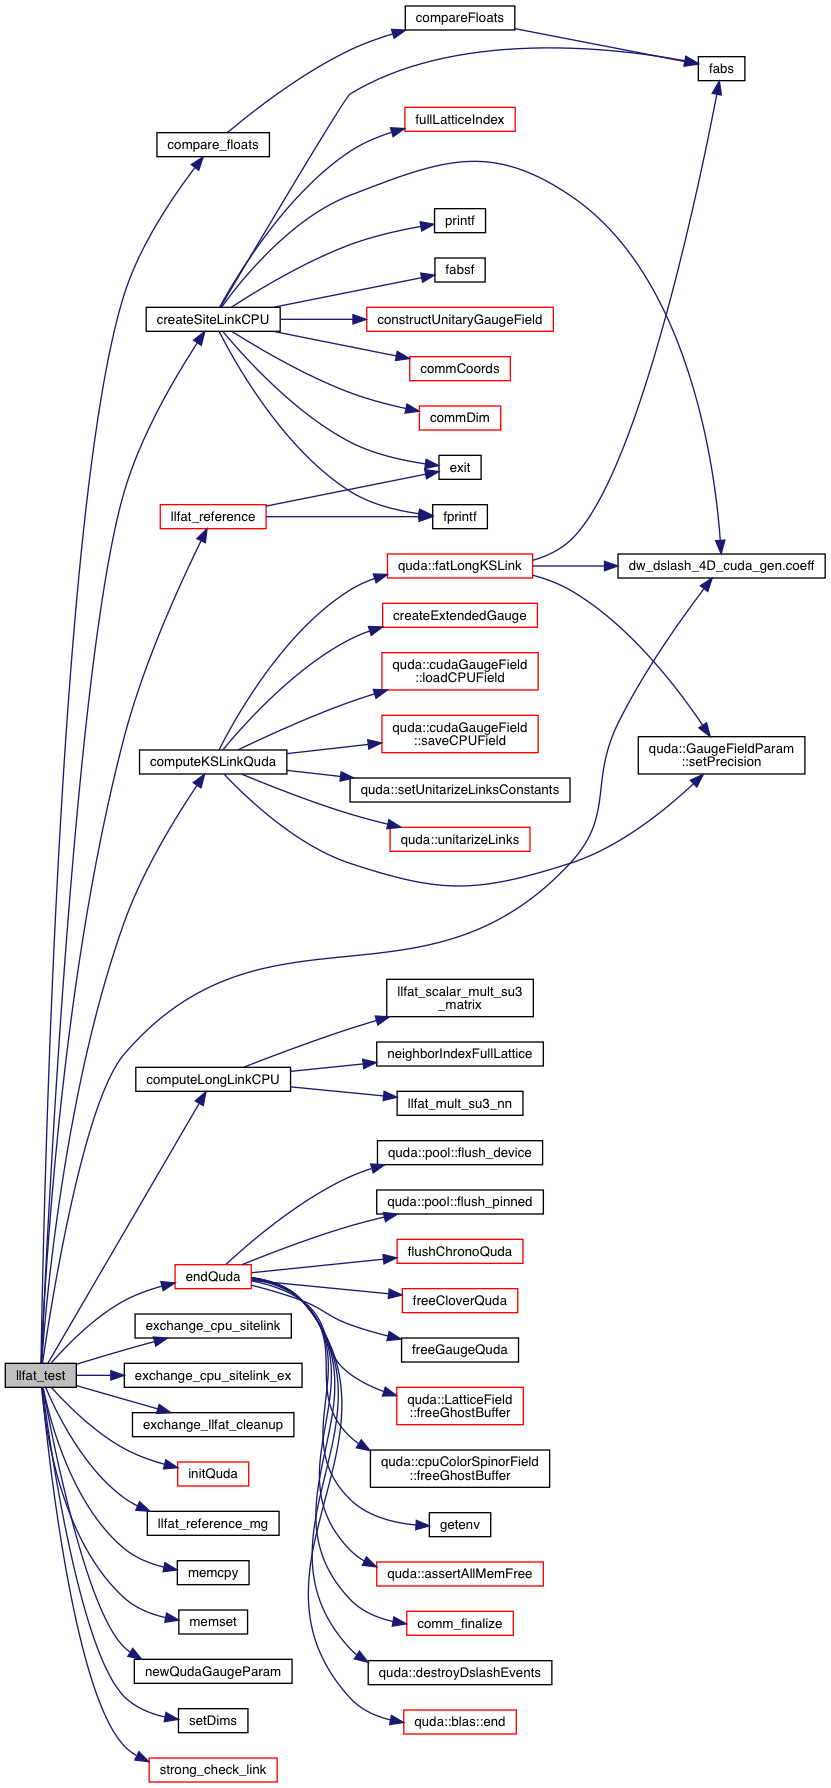 compareFloats
fabs
compare_floats
fullLatticeIndex
printf
fabsf
createSiteLinkCPU
constructUnitaryGaugeField
commCoords
commDim
exit
llfat_reference
fprintf
quda::fatLongKSLink
dw_dslash_4D_cuda_gen.coeff
createExtendedGauge
quda::cudaGaugeField
::loadCPUField
quda::cudaGaugeField
::saveCPUField
quda::GaugeFieldParam
::setPrecision
computeKSLinkQuda
quda::setUnitarizeLinksConstants
quda::unitarizeLinks
llfat_scalar_mult_su3
_matrix
neighborIndexFullLattice
computeLongLinkCPU
llfat_mult_su3_nn
quda::pool::flush_device
quda::pool::flush_pinned
flushChronoQuda
endQuda
freeCloverQuda
exchange_cpu_sitelink
freeGaugeQuda
llfat_test
exchange_cpu_sitelink_ex
quda::LatticeField
::freeGhostBuffer
exchange_llfat_cleanup
quda::cpuColorSpinorField
::freeGhostBuffer
initQuda
llfat_reference_mg
getenv
memcpy
quda::assertAllMemFree
memset
comm_finalize
newQudaGaugeParam
quda::destroyDslashEvents
setDims
quda::blas::end
strong_check_link